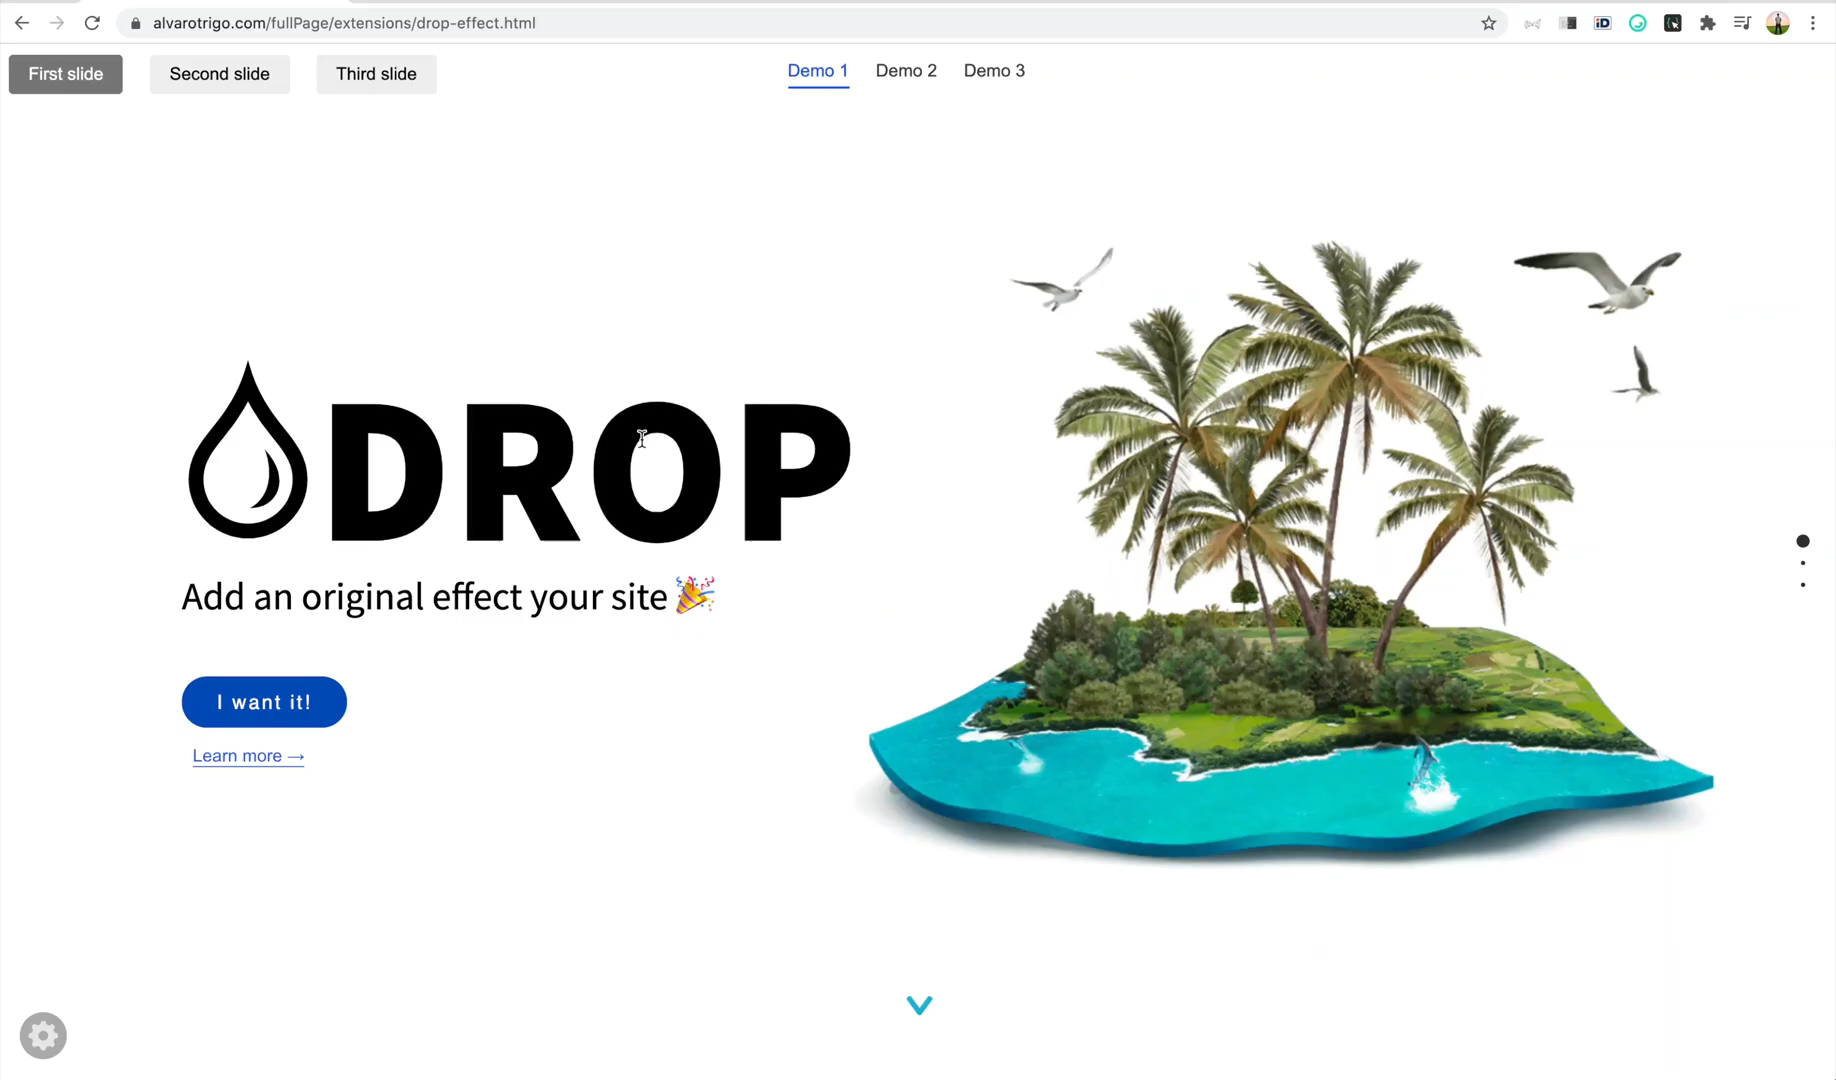 alvarotrigo.com/fullPage/extensions/drop-effect.html
First slide
Second slide
Third slide
Demo 1
Demo 2
Demo 3
DROP
Add an original effect your site 🎉
I want it!
Learn more →